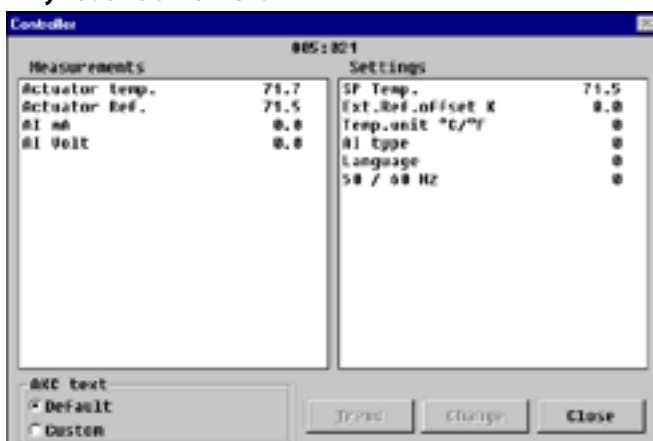 Controller
005:021
Measurements Settings
Actuator temp. 71.7
Actuator Ref. 71.5
AI mA 0.0
AI Volt 0.0
SP Temp. 71.5
Ext.Ref.offset K 0.0
Temp.unit °C/°F 0
AI type 0
Language 0
50 / 60 HZ 0
AKC text
Default
Custom
Trend Change Close